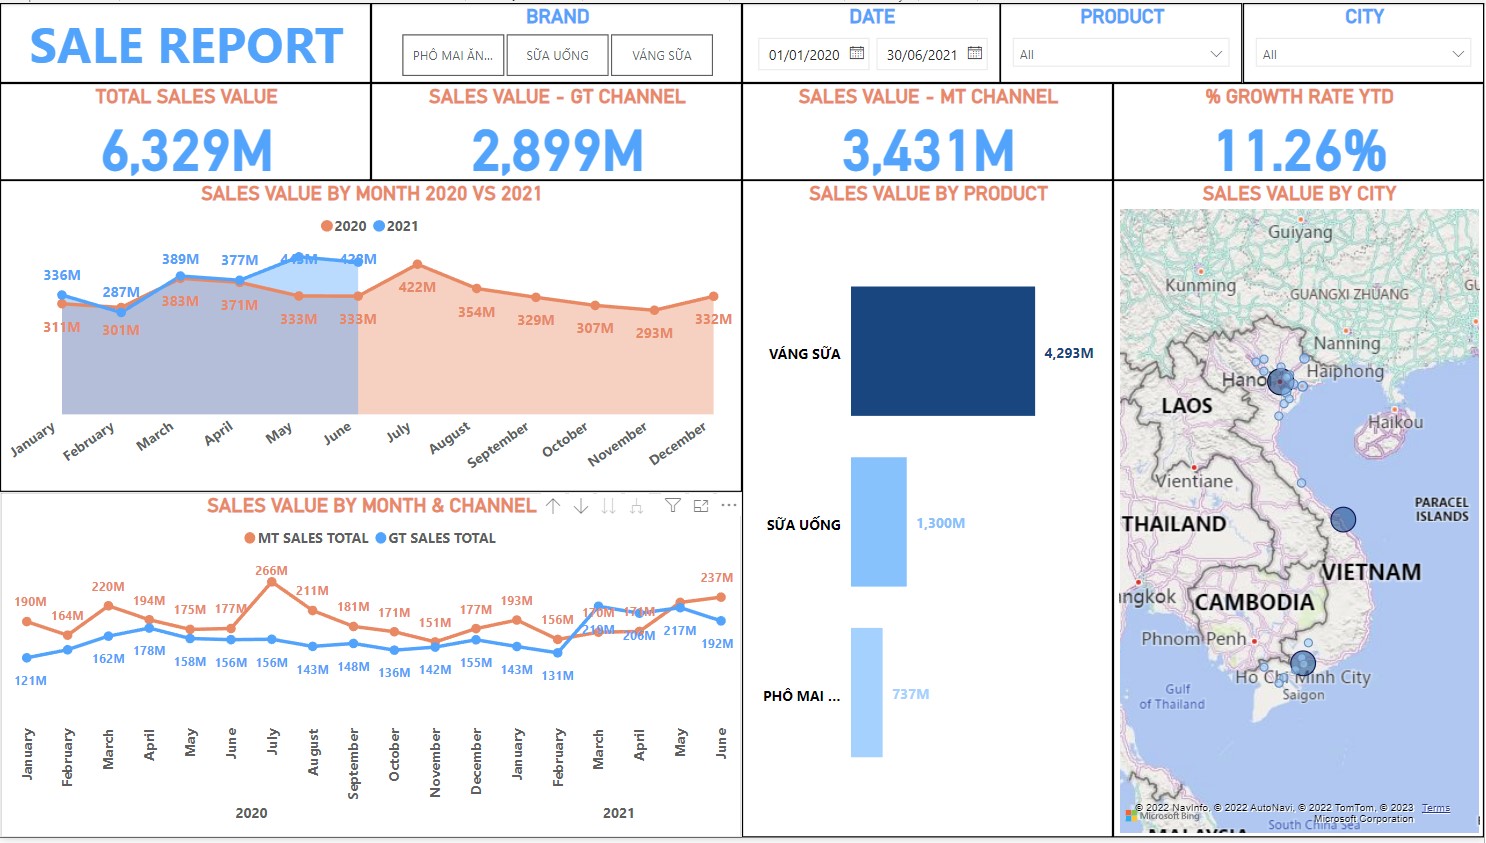 SALE REPORT
BRAND
PHÔ MAI ĂN...
SỮA UỐNG
VÁNG SỮA
DATE
01/01/2020
30/06/2021
PRODUCT
All
CITY
All
TOTAL SALES VALUE
6,329M
SALES VALUE - GT CHANNEL
2,899M
SALES VALUE - MT CHANNEL
3,431M
% GROWTH RATE YTD
11.26%
SALES VALUE BY MONTH 2020 VS 2021
2020 2021
336M
287M
389M
377M
428M
311M
301M
383M
371M
333M
333M
422M
354M
329M
307M
293M
332M
January
February
March
April
May
June
July
August
September
October
November
December
SALES VALUE BY MONTH & CHANNEL
MT SALES TOTAL GT SALES TOTAL
190M
164M
220M
194M
175M
177M
266M
211M
181M
171M
151M
177M
193M
156M
170M
171M
237M
121M
162M
178M
158M
156M
156M
143M
148M
136M
142M
155M
143M
131M
219M
206M
217M
192M
January
February
March
April
May
June
July
August
September
October
November
December
January
February
March
April
May
June
2020
2021
SALES VALUE BY PRODUCT
VÁNG SỮA
4,293M
SỮA UỐNG
1,300M
PHÔ MAI ...
737M
SALES VALUE BY CITY
Guiyang
Kunming
GUANGXI ZHUANG
GU
Nanning
Hano
Haiphong
LAOS
Haikou
Vientiane
PARACEL
ISLANDS
THAILAND
VIETNAM
ngkok
CAMBODIA
Phnom Penh
Ho Chi Minh City
Saigon
Gulf
of Thailand
© 2022 NavInfo, © 2022 AutoNavi, © 2022 TomTom, © 2023 Terms
Microsoft Corporation
Microsoft Bing
South China Sea
MALAYSIA